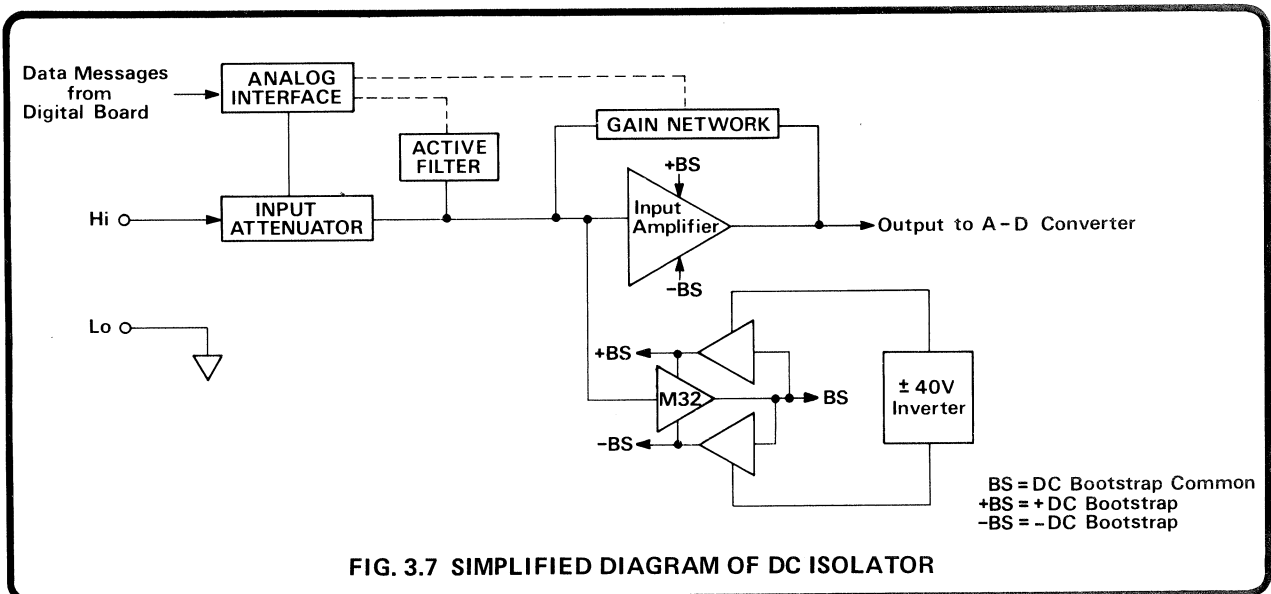 Data Messages
from
Digital Board
ANALOG
INTERFACE
GAIN NETWORK
ACTIVE
FILTER
+BS
Hi
INPUT
ATTENUATOR
Input
Amplifier
Output to A-D Converter
-BS
Lo
+BS
M32
BS
± 40V
Inverter
-BS
BS = DC Bootstrap Common
+BS = + DC Bootstrap
-BS = - DC Bootstrap
FIG. 3.7 SIMPLIFIED DIAGRAM OF DC ISOLATOR